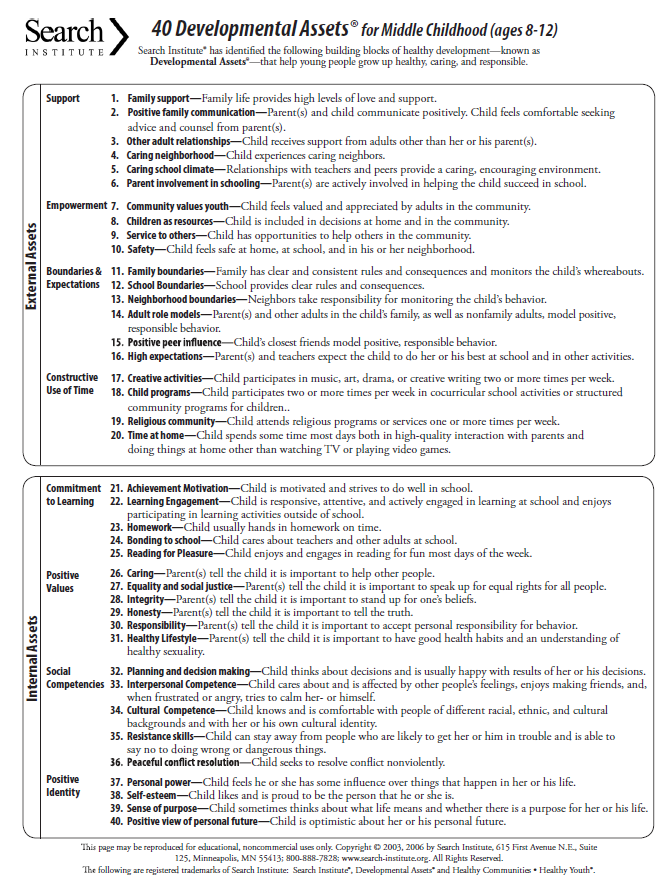 Search
INSTITUTE
40 Developmental Assets® for Middle Childhood (ages 8-12)
Search Institute® has identified the following building blocks of healthy development—known as
Developmental Assets®—that help young people grow up healthy, caring, and responsible.
External Assets
Support
1. Family support—Family life provides high levels of love and support.
2. Positive family communication—Parent(s) and child communicate positively. Child feels comfortable seeking
advice and counsel from parent(s).
3. Other adult relationships—Child receives support from adults other than her or his parent(s).
4. Caring neighborhood—Child experiences caring neighbors.
5. Caring school climate—Relationships with teachers and peers provide a caring, encouraging environment.
6. Parent involvement in schooling—Parent(s) are actively involved in helping the child succeed in school.
Empowerment 7. Community values youth—Child feels valued and appreciated by adults in the community.
8. Children as resources—Child is included in decisions at home and in the community.
9. Service to others—Child has opportunities to help others in the community.
10. Safety—Child feels safe at home, at school, and in his or her neighborhood.
Boundaries & Expectations
11. Family boundaries—Family has clear and consistent rules and consequences and monitors the child's whereabouts.
12. School Boundaries—School provides clear rules and consequences.
13. Neighborhood boundaries—Neighbors take responsibility for monitoring the child's behavior.
14. Adult role models—Parent(s) and other adults in the child's family, as well as nonfamily adults, model positive,
responsible behavior.
15. Positive peer influence—Child's closest friends model positive, responsible behavior.
16. High expectations—Parent(s) and teachers expect the child to do her or his best at school and in other activities.
Constructive
Use of Time
17. Creative activities—Child participates in music, art, drama, or creative writing two or more times per week.
18. Child programs—Child participates two or more times per week in cocurricular school activities or structured
community programs for children..
19. Religious community—Child attends religious programs or services one or more times per week.
20. Time at home—Child spends some time most days both in high-quality interaction with parents and
doing things at home other than watching TV or playing video games.
Internal Assets
Commitment
to Learning
21. Achievement Motivation—Child is motivated and strives to do well in school.
22. Learning Engagement—Child is responsive, attentive, and actively engaged in learning at school and enjoys
participating in learning activities outside of school.
23. Homework—Child usually hands in homework on time.
24. Bonding to school—Child cares about teachers and other adults at school.
25. Reading for Pleasure—Child enjoys and engages in reading for fun most days of the week.
Positive
Values
26. Caring—Parent(s) tell the child it is important to help other people.
27. Equality and social justice—Parent(s) tell the child it is important to speak up for equal rights for all people.
28. Integrity—Parent(s) tell the child it is important to stand up for one's beliefs.
29. Honesty—Parent(s) tell the child it is important to tell the truth.
30. Responsibility—Parent(s) tell the child it is important to accept personal responsibility for behavior.
31. Healthy Lifestyle—Parent(s) tell the child it is important to have good health habits and an understanding of
healthy sexuality.
Social
Competencies
32. Planning and decision making—Child thinks about decisions and is usually happy with results of her or his decisions.
33. Interpersonal Competence—Child cares about and is affected by other people's feelings, enjoys making friends, and,
when frustrated or angry, tries to calm her- or himself.
34. Cultural Competence—Child knows and is comfortable with people of different racial, ethnic, and cultural
backgrounds and with her or his own cultural identity.
35. Resistance skills—Child can stay away from people who are likely to get her or him in trouble and is able to
say no to doing wrong or dangerous things.
36. Peaceful conflict resolution—Child seeks to resolve conflict nonviolently.
Positive
Identity
37. Personal power—Child feels he or she has some influence over things that happen in her or his life.
38. Self-esteem—Child likes and is proud to be the person that he or she is.
39. Sense of purpose—Child sometimes thinks about what life means and whether there is a purpose for her or his life.
40. Positive view of personal future—Child is optimistic about her or his personal future.
This page may be reproduced for educational, noncommercial uses only. Copyright © 2003, 2006 by Search Institute, 615 First Avenue N.E., Suite
125, Minneapolis, MN 55413; 800-888-7828; www.search-institute.org. All Rights Reserved.
The following are registered trademarks of Search Institute: Search Institute®, Developmental Assets® and Healthy Communities • Healthy Youth®.